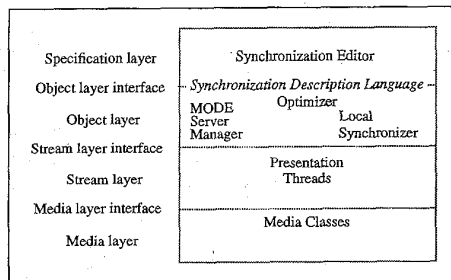 Specification layer
Synchronization Editor
Object layer interface
Synchronization Description Language
Optimizer
MODE
Object layer
Server
Local
Manager
Synchronizer
Stream layer interface
Presentation
Stream layer
Threads
Media layer interface
Media Classes
Media layer